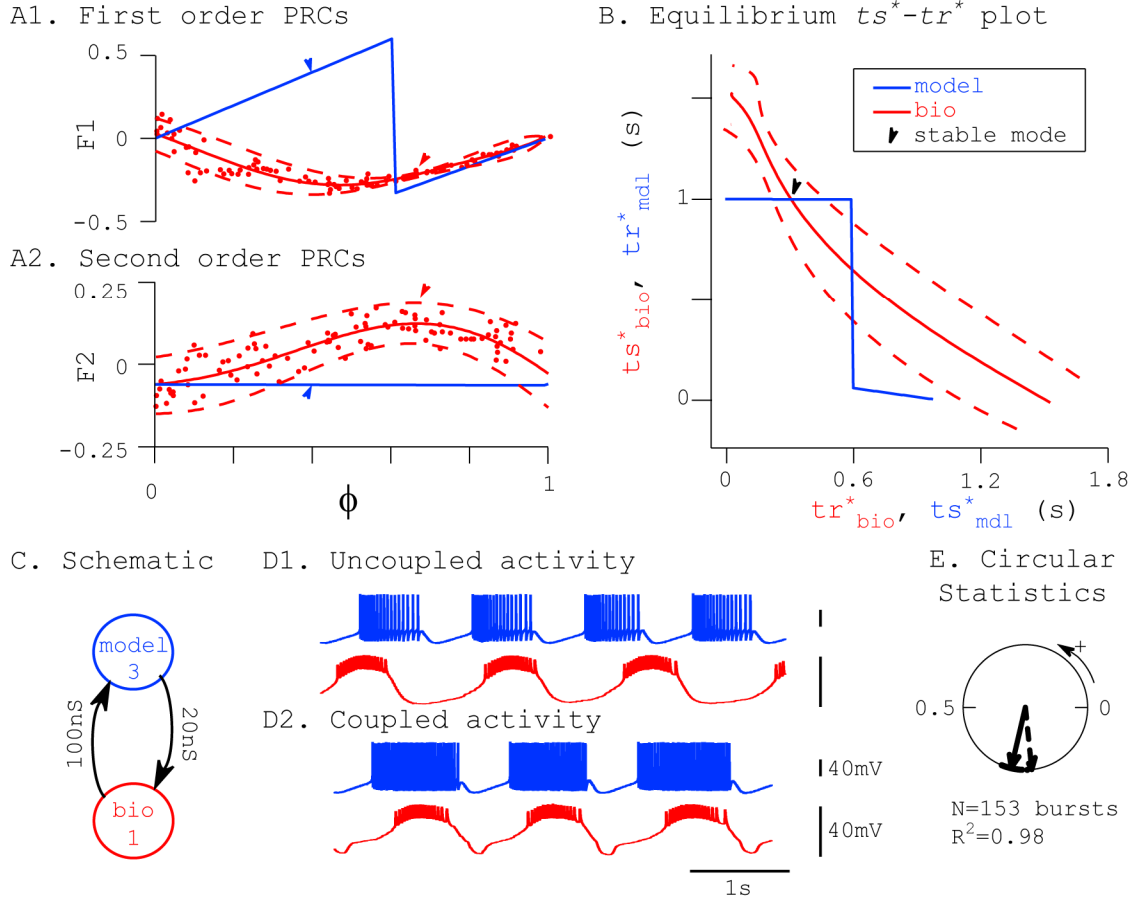 A1. First order PRCs
0.5
0
-0.5
F1
A2. Second order PRCs
0.25
0
-0.25
F2
0
ϕ
1
B. Equilibrium ts*-tr* plot
model
bio
stable mode
ts*bio, tr*mdl (s)
1
0
0
0.6
1.2
1.8
tr*bio, ts*mdl (s)
C. Schematic
model
3
100nS
20nS
bio
1
D1. Uncoupled activity
D2. Coupled activity
40mV
40mV
1s
E. Circular
Statistics
+
0.5
0
N=153 bursts
R²=0.98